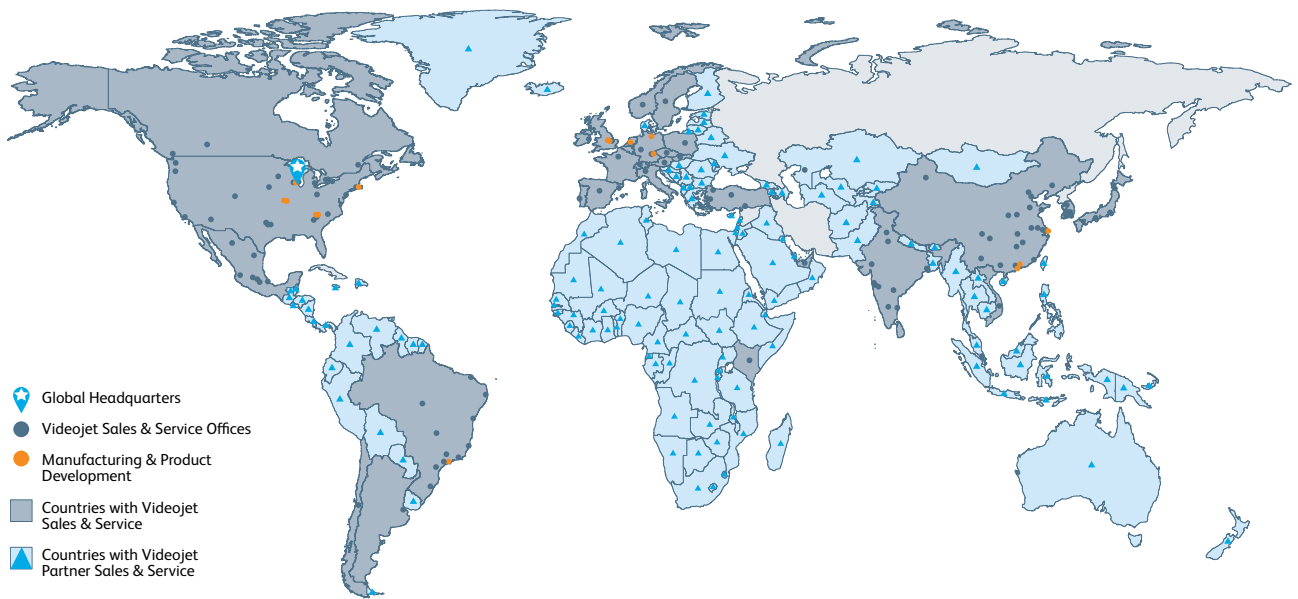 Global Headquarters
Videojet Sales & Service Offices
Manufacturing & Product
Development
Countries with Videojet
Sales & Service
Countries with Videojet
Partner Sales & Service